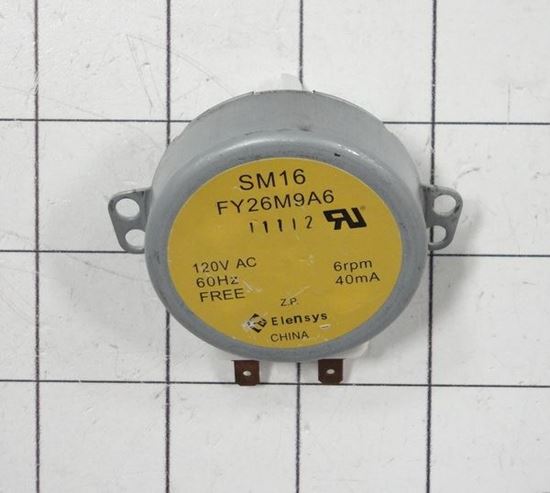 SM16
FY26M9A6
11112
120V AC 6rpm
60Hz 40mA
FREE
Z.P.
Elensys
CHINA